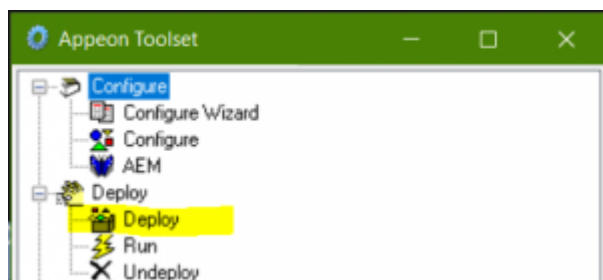 Appeon Toolset
Configure
Configure Wizard
Configure
AEM
Deploy
Deploy
Run
Undeploy